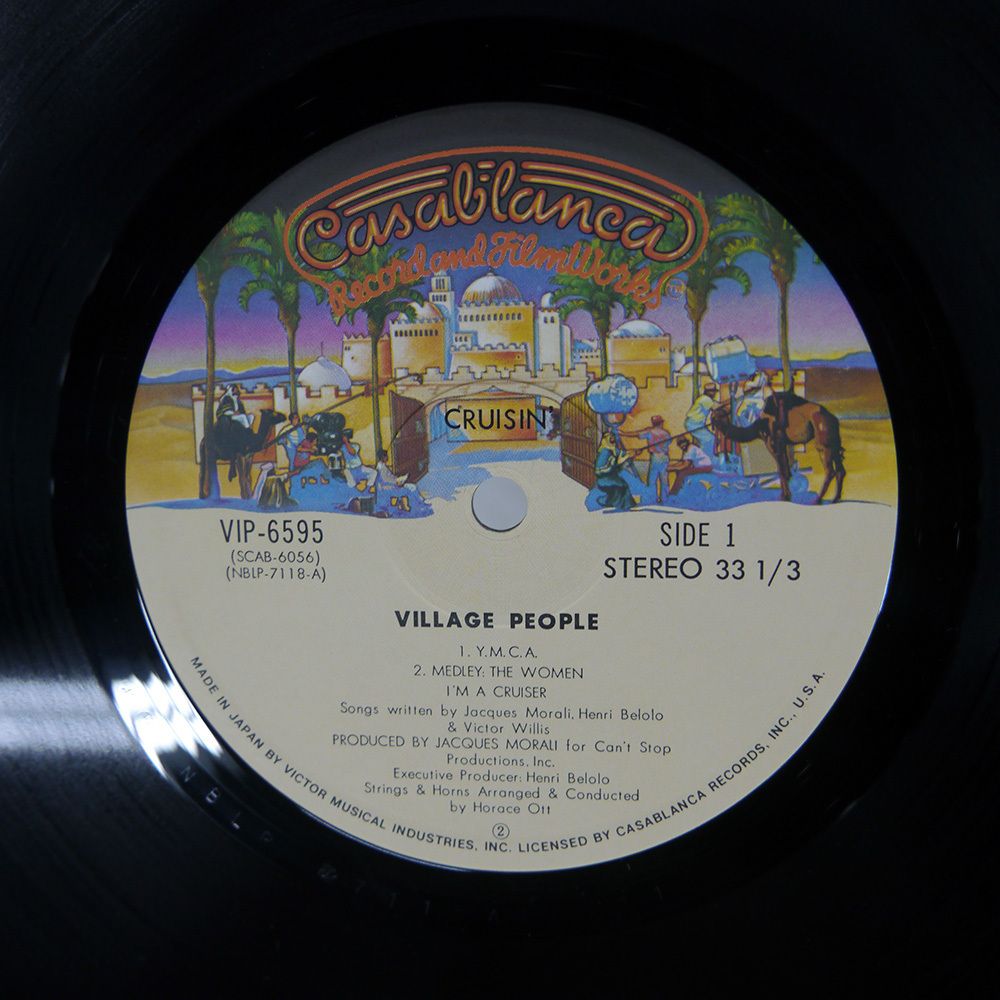 Casablanca
Record and FilmWorks
TM
CRUISIN'
VIP-6595
(SCAB-6056)
(NBLP-7118-A)
SIDE 1
STEREO 33 1/3
VILLAGE PEOPLE
1. Y.M.C.A.
2. MEDLEY: THE WOMEN
I'M A CRUISER
Songs written by Jacques Morali, Henri Belolo
& Victor Willis
PRODUCED BY JACQUES MORALI for Can't Stop
Productions, Inc.
Executive Producer: Henri Belolo
Strings & Horns Arranged & Conducted
by Horace Ott
②
MADE IN JAPAN BY VICTOR MUSICAL INDUSTRIES, INC. LICENSED BY CASABLANCA RECORDS, INC., U.S.A.